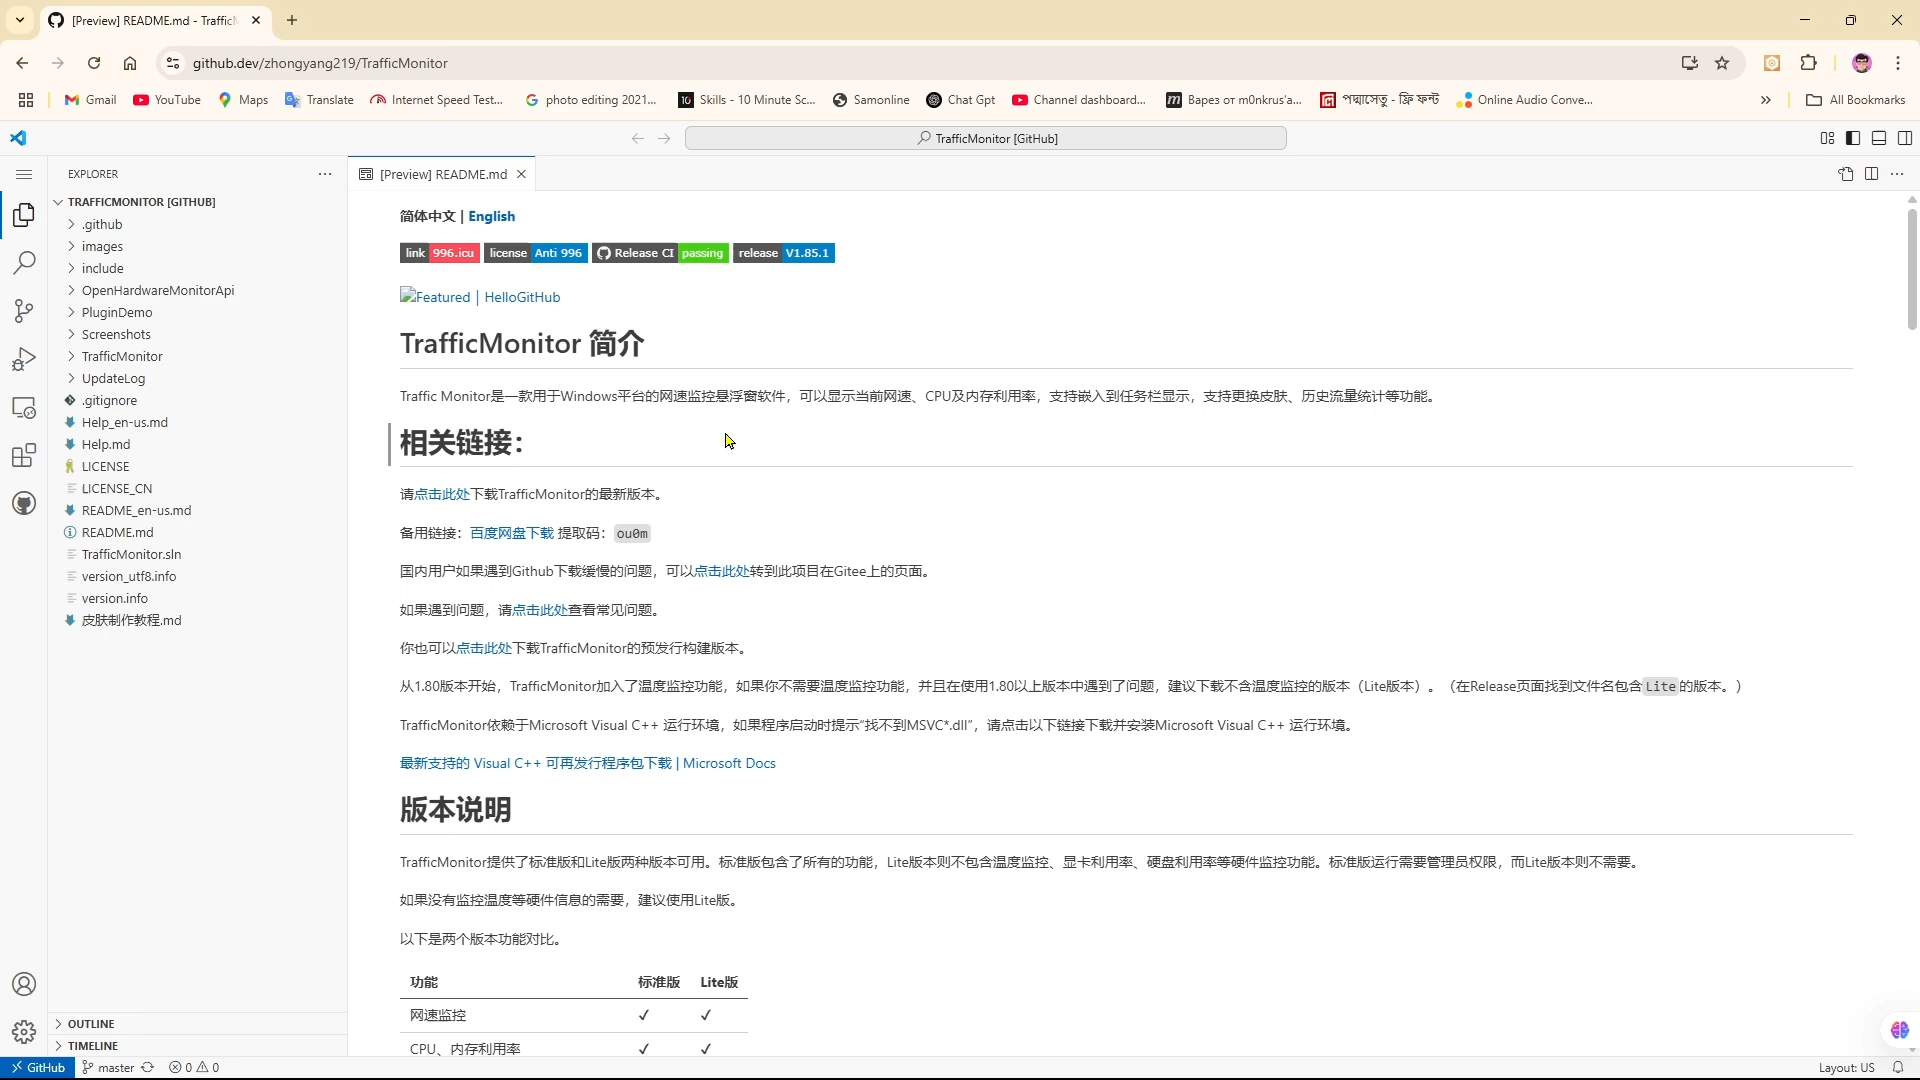 [Preview] README.md - Traffic
github.dev/zhongyang219/TrafficMonitor
Gmail YouTube Maps Translate Internet Speed Test... photo editing 2021... Skills - 10 Minute Sc... Samonline Chat Gpt Channel dashboard... Варез от m0nkrus'a... পদ্মাসেতু - ফ্রি ফন্ট Online Audio Conve... All Bookmarks
TrafficMonitor [GitHub]
EXPLORER
TRAFFICMONITOR [GITHUB]
.github
images
include
OpenHardwareMonitorApi
PluginDemo
Screenshots
TrafficMonitor
UpdateLog
.gitignore
Help_en-us.md
Help.md
LICENSE
LICENSE_CN
README_en-us.md
README.md
TrafficMonitor.sln
version_utf8.info
version.info
皮肤制作教程.md
OUTLINE
TIMELINE
[Preview] README.md
简体中文 | English
link 996.icu license Anti 996 Release CI passing release V1.85.1
Featured | HelloGitHub
TrafficMonitor 简介
Traffic Monitor是一款用于Windows平台的网速监控悬浮窗软件，可以显示当前网速、CPU及内存利用率，支持嵌入到任务栏显示，支持更换皮肤、历史流量统计等功能。
相关链接：
请点击此处下载TrafficMonitor的最新版本。
备用链接：百度网盘下载 提取码：ou0m
国内用户如果遇到Github下载缓慢的问题，可以点击此处转到此项目在Gitee上的页面。
如果遇到问题，请点击此处查看常见问题。
你也可以点击此处下载TrafficMonitor的预发行构建版本。
从1.80版本开始，TrafficMonitor加入了温度监控功能，如果你不需要温度监控功能，并且在使用1.80以上版本中遇到了问题，建议下载不含温度监控的版本（Lite版本）。（在Release页面找到文件名包含Lite的版本。）
TrafficMonitor依赖于Microsoft Visual C++ 运行环境，如果程序启动时提示“找不到MSVC*.dll”，请点击以下链接下载并安装Microsoft Visual C++ 运行环境。
最新支持的 Visual C++ 可再发行程序包下载 | Microsoft Docs
版本说明
TrafficMonitor提供了标准版和Lite版两种版本可用。标准版包含了所有的功能，Lite版本则不包含温度监控、显卡利用率、硬盘利用率等硬件监控功能。标准版运行需要管理员权限，而Lite版本则不需要。
如果没有监控温度等硬件信息的需要，建议使用Lite版。
以下是两个版本功能对比。
功能 标准版 Lite版
网速监控 ✓ ✓
CPU、内存利用率 ✓ ✓
GitHub master 0 0 Layout: US